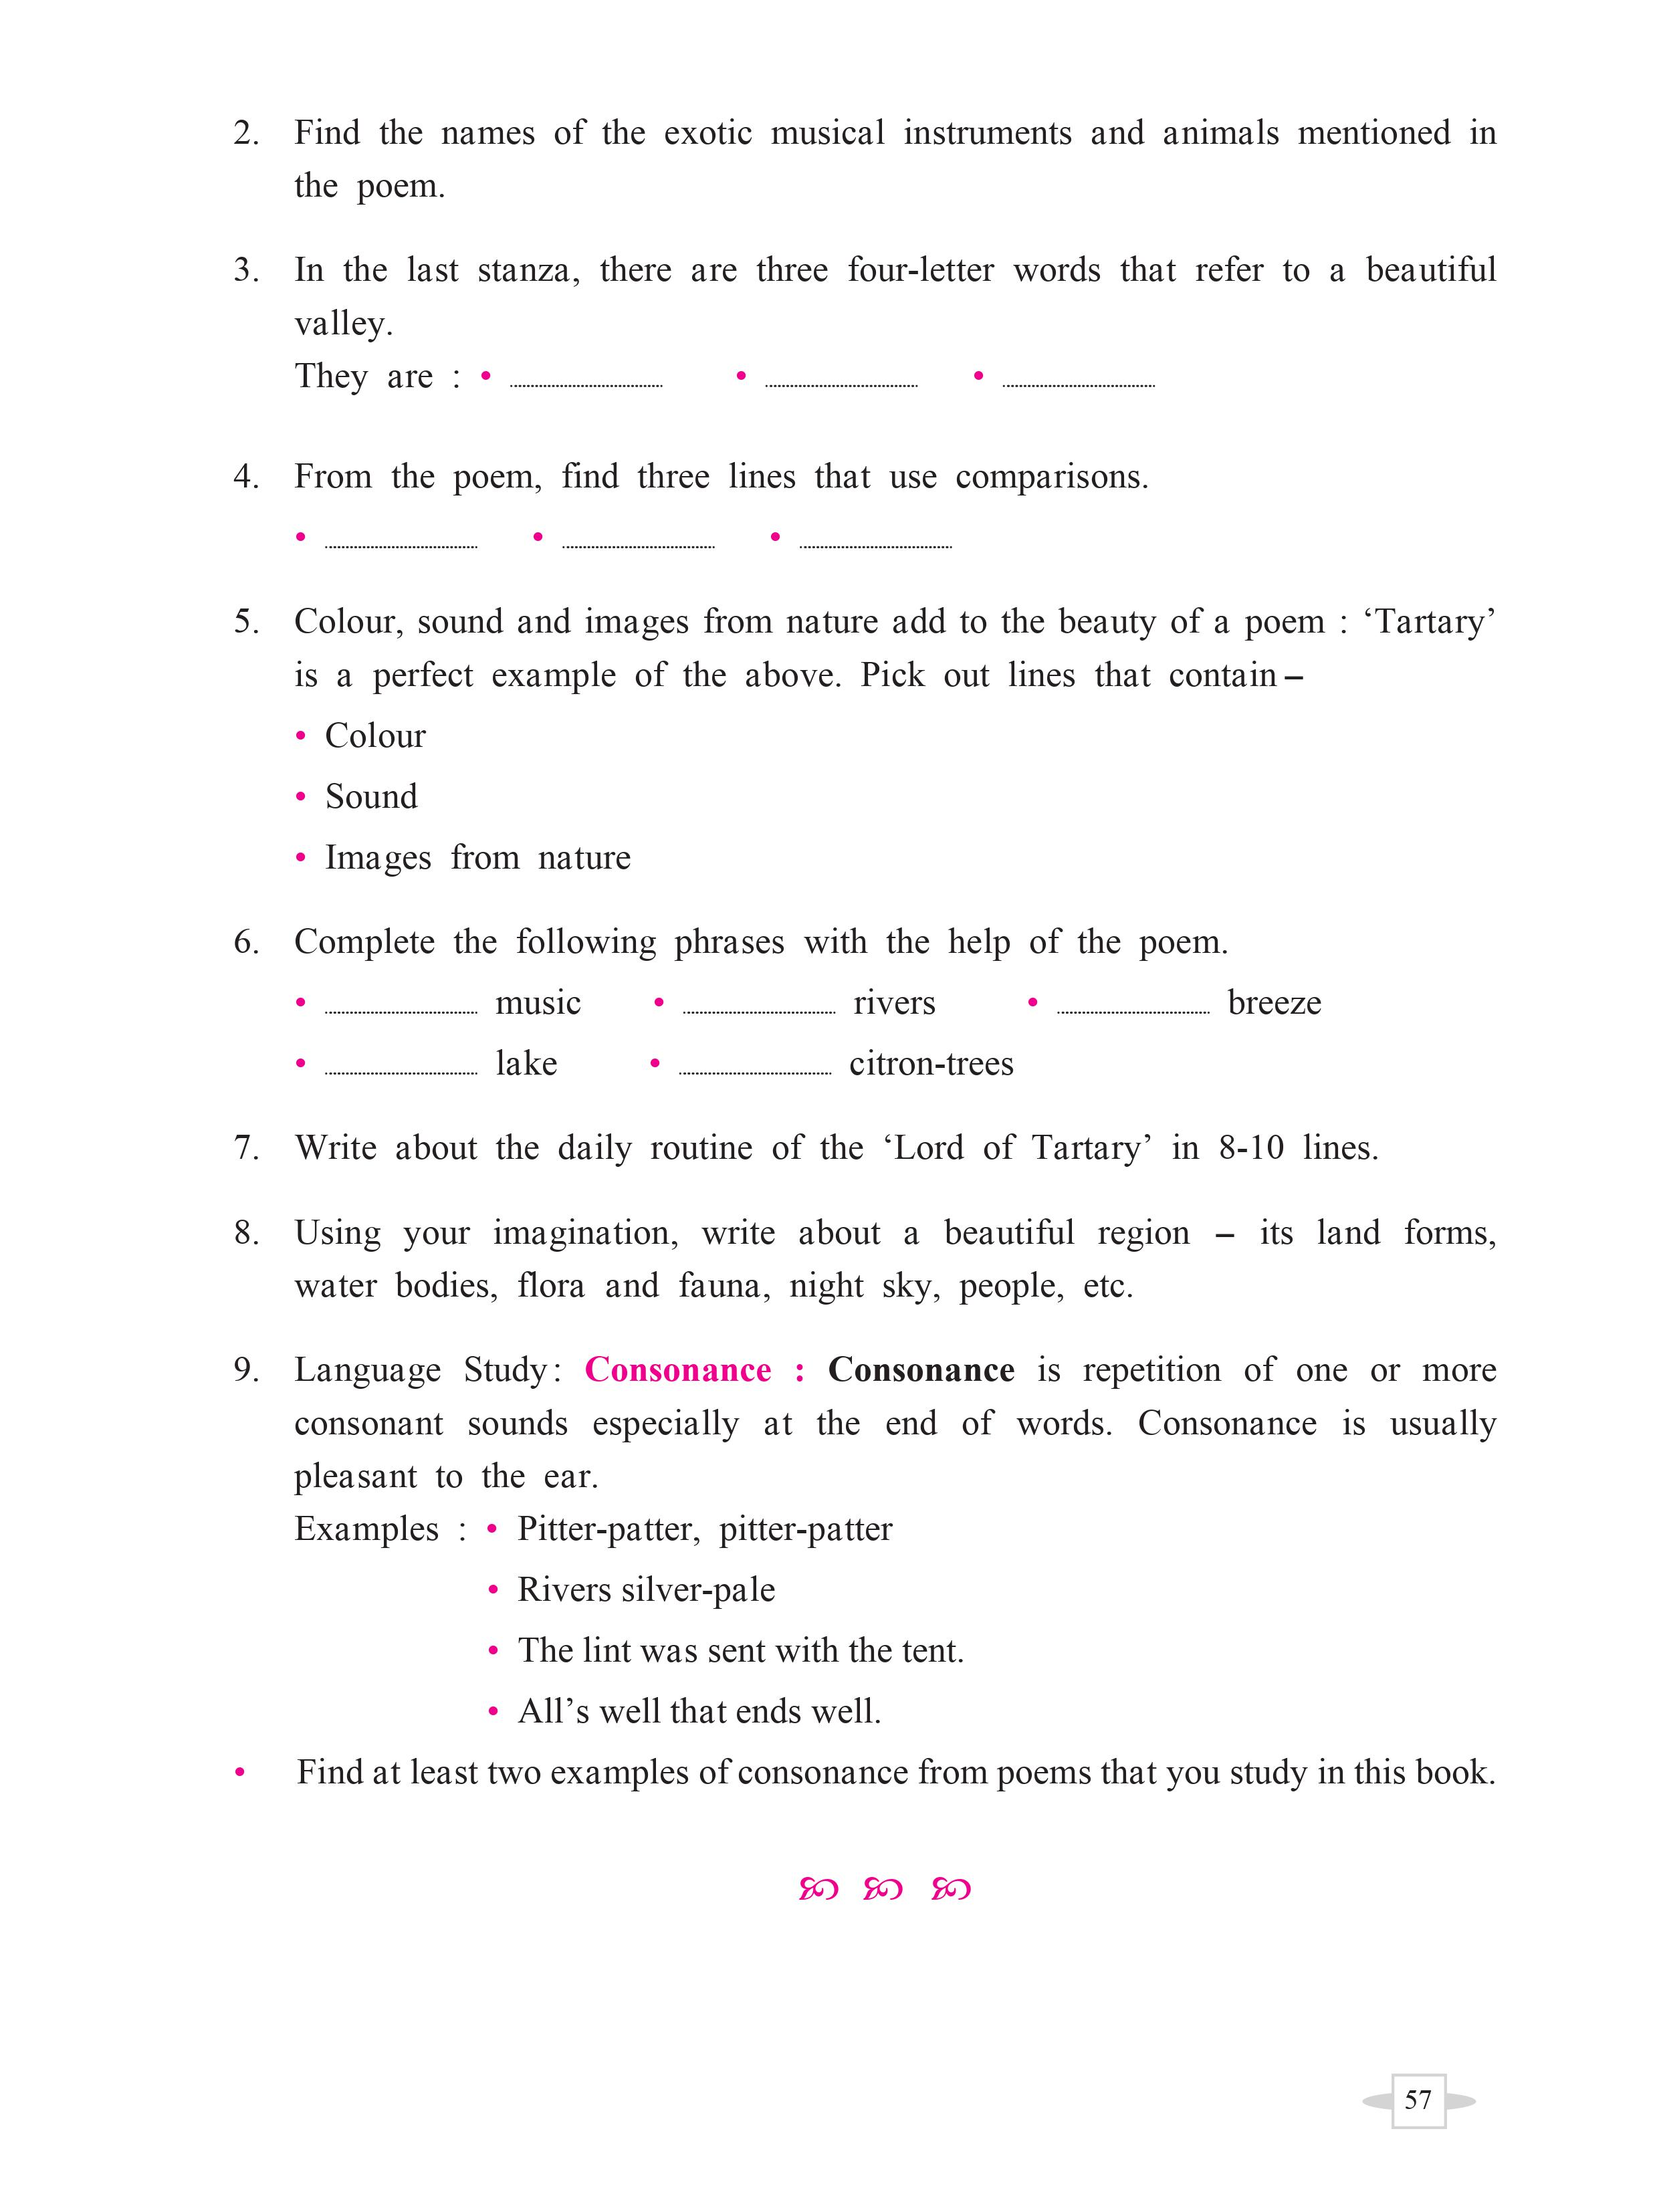 2. Find the names of the exotic musical instruments and animals mentioned in
the poem.
3. In the last stanza, there are three four-letter words that refer to a beautiful
valley.
They are : • .................... • .................... • ....................
4. From the poem, find three lines that use comparisons.
• .................... • .................... • ....................
5. Colour, sound and images from nature add to the beauty of a poem : ‘Tartary’
is a perfect example of the above. Pick out lines that contain –
• Colour
• Sound
• Images from nature
6. Complete the following phrases with the help of the poem.
• .................... music • .................... rivers • .................... breeze
• .................... lake • .................... citron-trees
7. Write about the daily routine of the ‘Lord of Tartary’ in 8-10 lines.
8. Using your imagination, write about a beautiful region – its land forms,
water bodies, flora and fauna, night sky, people, etc.
9. Language Study: Consonance : Consonance is repetition of one or more
consonant sounds especially at the end of words. Consonance is usually
pleasant to the ear.
Examples : • Pitter-patter, pitter-patter
• Rivers silver-pale
• The lint was sent with the tent.
• All’s well that ends well.
• Find at least two examples of consonance from poems that you study in this book.
57